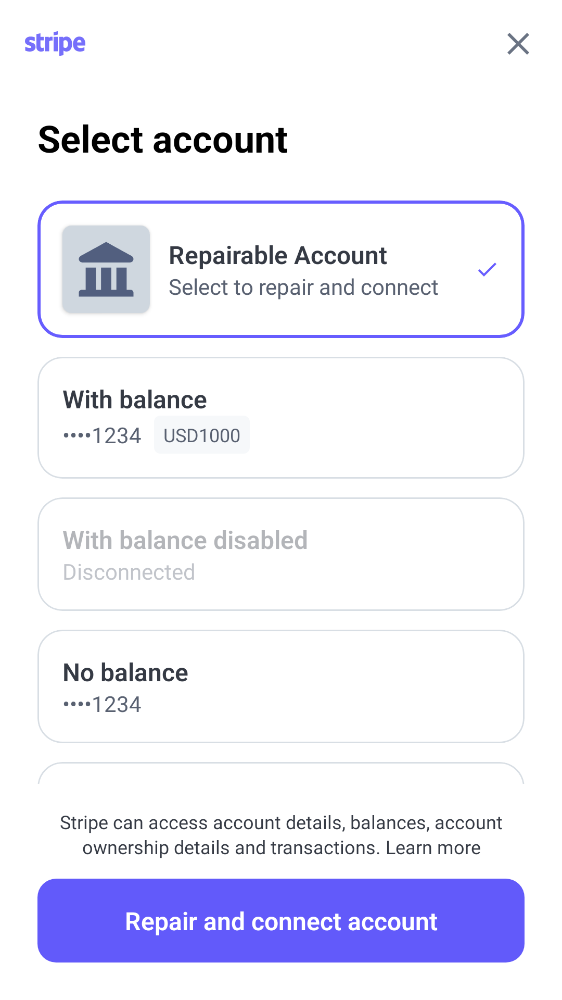 stripe
Select account
Repairable Account
Select to repair and connect
With balance
••••1234 USD1000
With balance disabled
Disconnected
No balance
••••1234
Stripe can access account details, balances, account
ownership details and transactions. Learn more
Repair and connect account